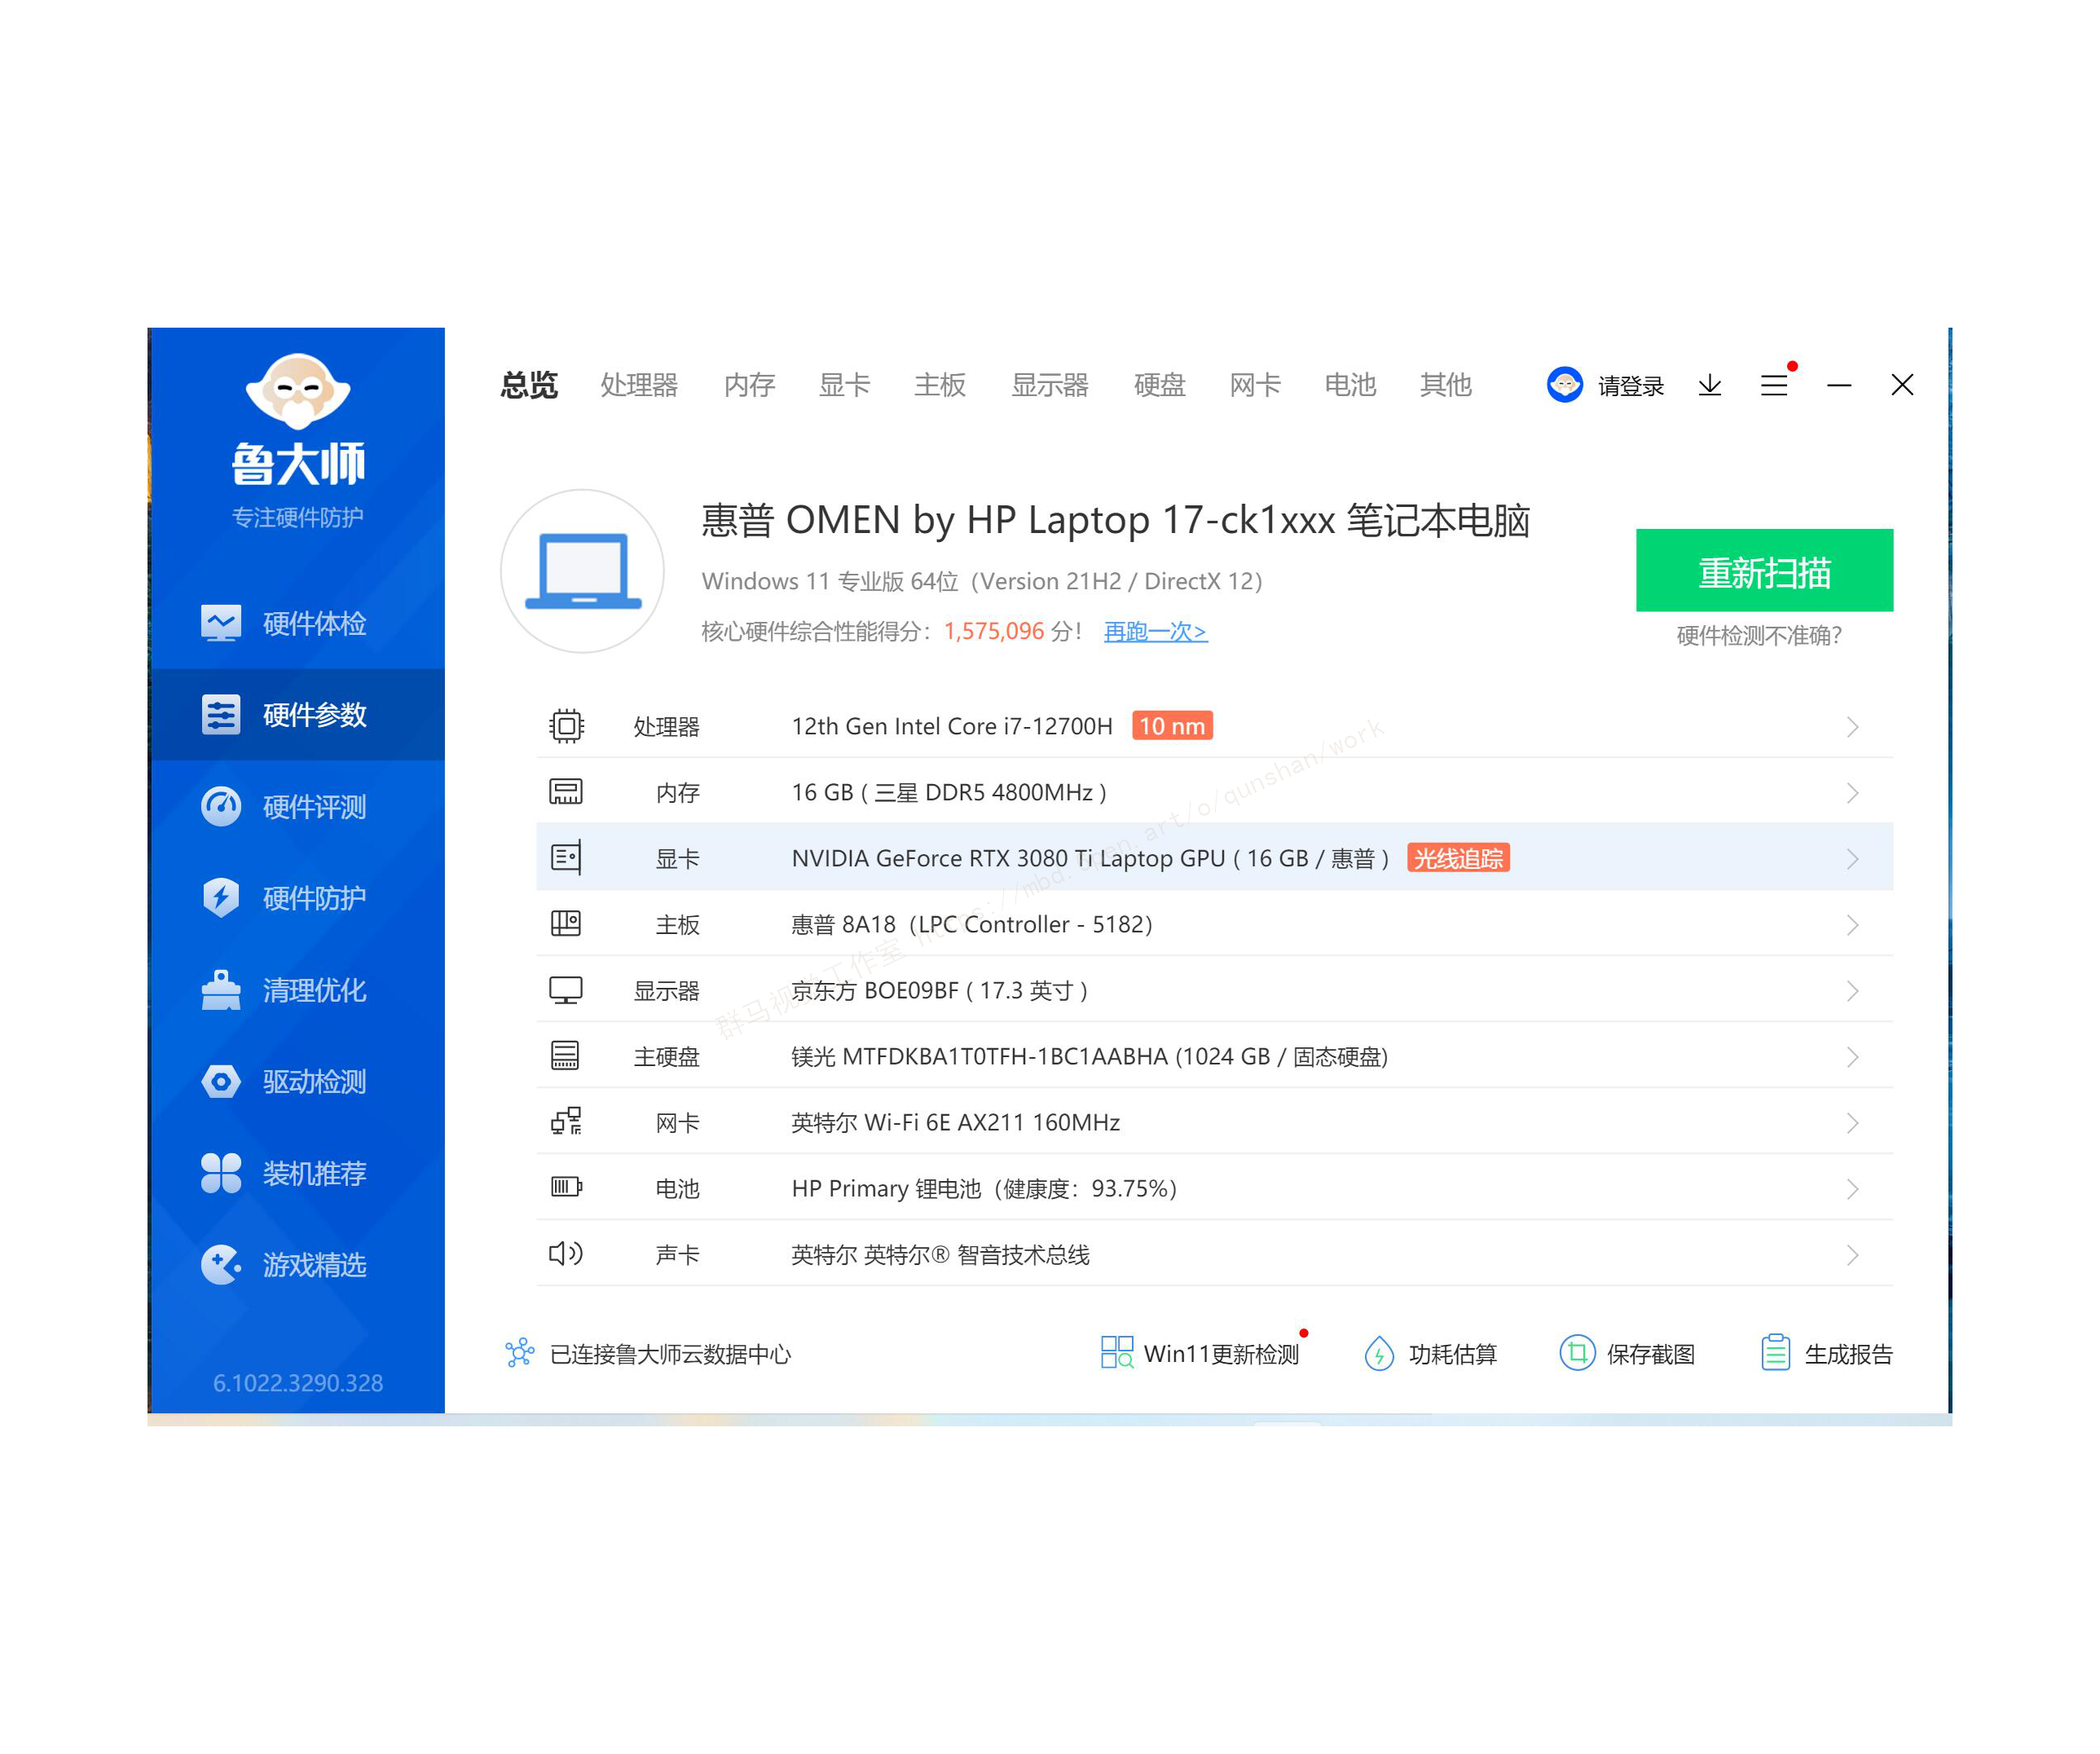 鲁大师
专注硬件防护
硬件体检
硬件参数
硬件评测
硬件防护
清理优化
驱动检测
装机推荐
游戏精选
6.1022.3290.328
总览 处理器 内存 显卡 主板 显示器 硬盘 网卡 电池 其他 请登录
惠普 OMEN by HP Laptop 17-ck1xxx 笔记本电脑
Windows 11 专业版 64位（Version 21H2 / DirectX 12）
核心硬件综合性能得分：1,575,096 分！ 再跑一次>
重新扫描
硬件检测不准确？
处理器 12th Gen Intel Core i7-12700H 10 nm
内存 16 GB ( 三星 DDR5 4800MHz )
显卡 NVIDIA GeForce RTX 3080 Ti Laptop GPU ( 16 GB / 惠普 ) 光线追踪
主板 惠普 8A18（LPC Controller - 5182）
显示器 京东方 BOE09BF ( 17.3 英寸 )
主硬盘 镁光 MTFDKBA1T0TFH-1BC1AABHA (1024 GB / 固态硬盘)
网卡 英特尔 Wi-Fi 6E AX211 160MHz
电池 HP Primary 锂电池（健康度：93.75%）
声卡 英特尔 英特尔® 智音技术总线
已连接鲁大师云数据中心 Win11更新检测 功耗估算 保存截图 生成报告
群马视觉工作室 https://mbd.open.art/o/qunshan/work